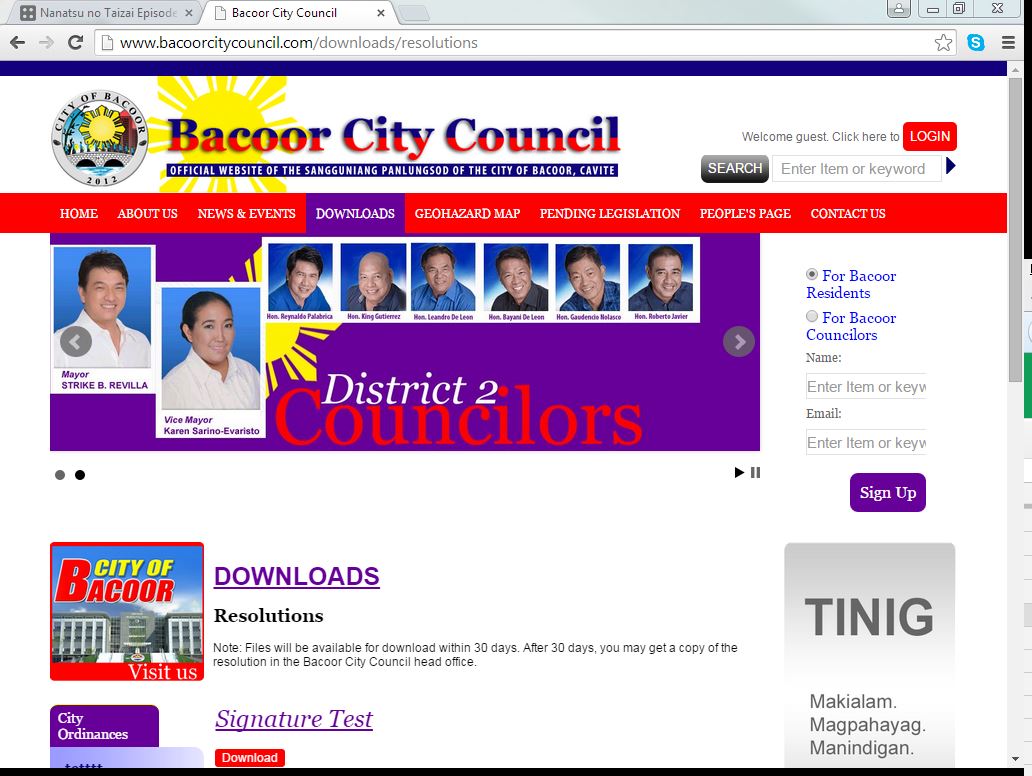 Nanatsu no Taizai Episode
Bacoor City Council
www.bacoorcitycouncil.com/downloads/resolutions
CITY OF BACOOR
2012
Bacoor City Council
OFFICIAL WEBSITE OF THE SANGGUNIANG PANLUNGSOD OF THE CITY OF BACOOR, CAVITE
Welcome guest. Click here to LOGIN
SEARCH Enter Item or keyword
HOME ABOUT US NEWS & EVENTS DOWNLOADS GEOHAZARD MAP PENDING LEGISLATION PEOPLE'S PAGE CONTACT US
Hon. Reynaldo Palabrica Hon. King Gutierrez Hon. Leandro De Leon Hon. Bayani De Leon Hon. Gaudencio Nolasco Hon. Roberto Javier
Mayor
STRIKE B. REVILLA
Vice Mayor
Karen Sarino-Evaristo
District 2
Councilors
For Bacoor
Residents
For Bacoor
Councilors
Name:
Enter Item or keyw
Email:
Enter Item or keyw
Sign Up
CITY OF
BACOOR
Visit us
DOWNLOADS
Resolutions
Note: Files will be available for download within 30 days. After 30 days, you may get a copy of the
resolution in the Bacoor City Council head office.
Signature Test
Download
City
Ordinances
TINIG
Makialam.
Magpahayag.
Manindigan.